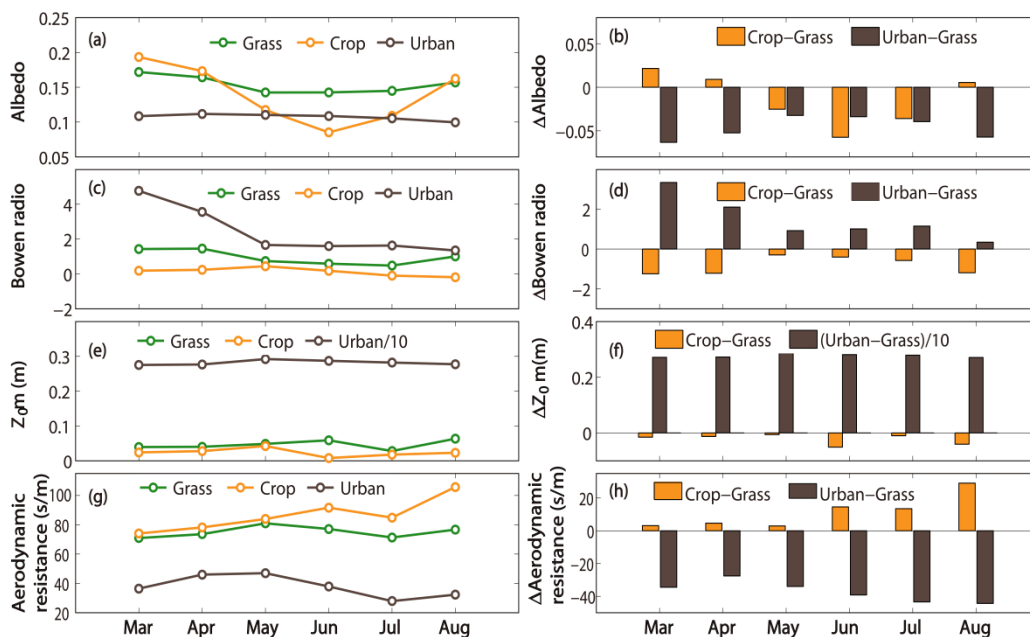 0.25
0.20
0.15
0.1
0.05
Albedo
(a)
Grass Crop Urban
0.05
0
−0.05
ΔAlbedo
(b)
Crop−Grass Urban−Grass
4
2
0
−2
Bowen radio
(c)
Grass Crop Urban
2
0
−2
ΔBowen radio
(d)
Crop−Grass Urban−Grass
0.3
0.2
0.1
0
Z₀m (m)
(e)
Grass Crop Urban/10
0.4
0.2
0
ΔZ₀ m(m)
(f)
Crop−Grass (Urban−Grass)/10
100
80
60
40
20
Aerodynamic
resistance (s/m)
(g)
Grass Crop Urban
Mar Apr May Jun Jul Aug
20
0
−20
−40
ΔAerodynamic
resistance (s/m)
(h)
Crop−Grass Urban−Grass
Mar Apr May Jun Jul Aug